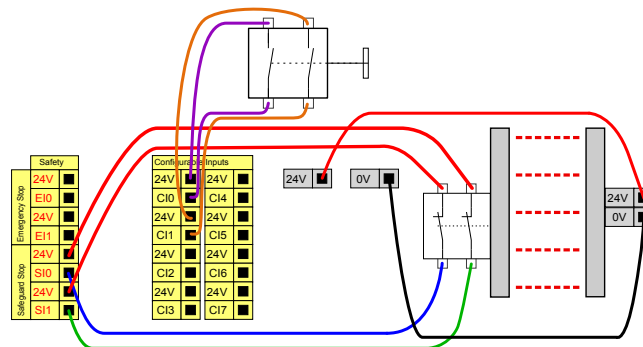 Safety
Configurable Inputs
Emergency Stop
24V
EI0
24V
EI1
Safeguard Stop
24V
SI0
24V
SI1
24V
CI0
24V
CI1
24V
CI2
24V
CI3
24V
CI4
24V
CI5
24V
CI6
24V
CI7
24V
0V
24V
0V